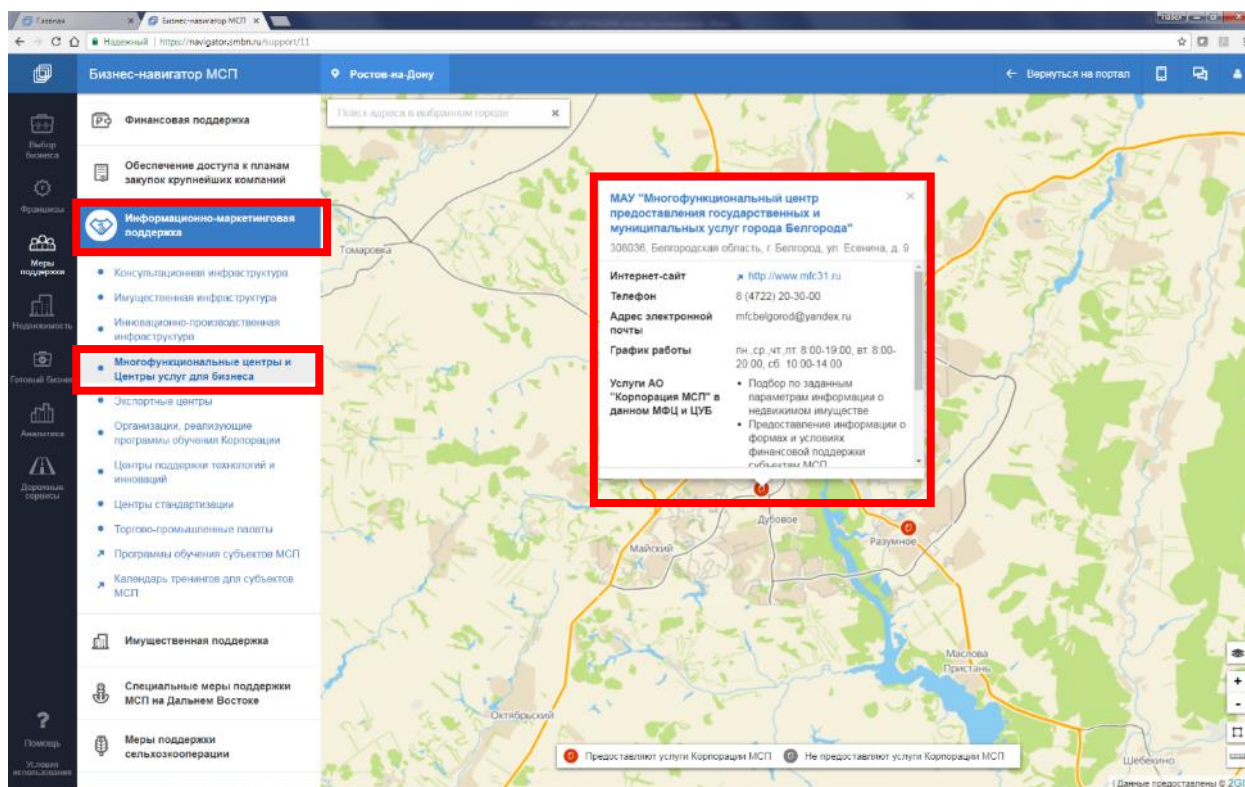 Главная
Бизнес-навигатор МСП
Надежный | https://navigator.smbn.ru/support/11
Бизнес-навигатор МСП
Ростов-на-Дону
← Вернуться на портал
Выбор
бизнеса
Франшизы
Меры
поддержки
Недвижимость
Готовый бизнес
Аналитика
Дорожные
сервисы
?
Помощь
Условия
использования
Финансовая поддержка
Обеспечение доступа к планам
закупок крупнейших компаний
Информационно-маркетинговая
поддержка
Консультационная инфраструктура
Имущественная инфраструктура
Инновационно-производственная
инфраструктура
Многофункциональные центры и
Центры услуг для бизнеса
Экспортные центры
Организации, реализующие
программы обучения Корпорации
Центры поддержки технологий и
инноваций
Центры стандартизации
Торгово-промышленные палаты
Программы обучения субъектов МСП
Календарь тренингов для субъектов
МСП
Имущественная поддержка
Специальные меры поддержки
МСП на Дальнем Востоке
Меры поддержки
сельхозкооперации
Поиск адреса в выбранном городе
МАУ "Многофункциональный центр
предоставления государственных и
муниципальных услуг города Белгорода"
308036, Белгородская область, г. Белгород, ул. Есенина, д. 9
Интернет-сайт http://www.mfc31.ru
Телефон 8 (4722) 20-30-00
Адрес электронной почты mfcbelgorod@yandex.ru
График работы пн.,ср.,чт.,пт. 8:00-19:00, вт. 8:00-
20:00, сб. 10:00-14:00
Услуги АО
"Корпорация МСП" в
данном МФЦ и ЦУБ
• Подбор по заданным
параметрам информации о
недвижимом имуществе
• Предоставление информации о
формах и условиях
финансовой поддержки
субъектам МСП
Томаровка
Дубовое
Майский
Разумное
Маслова
Пристань
Октябрьский
Шебекино
Предоставляют услуги Корпорации МСП
Не предоставляют услуги Корпорации МСП
+
-
Данные предоставлены © 2GI